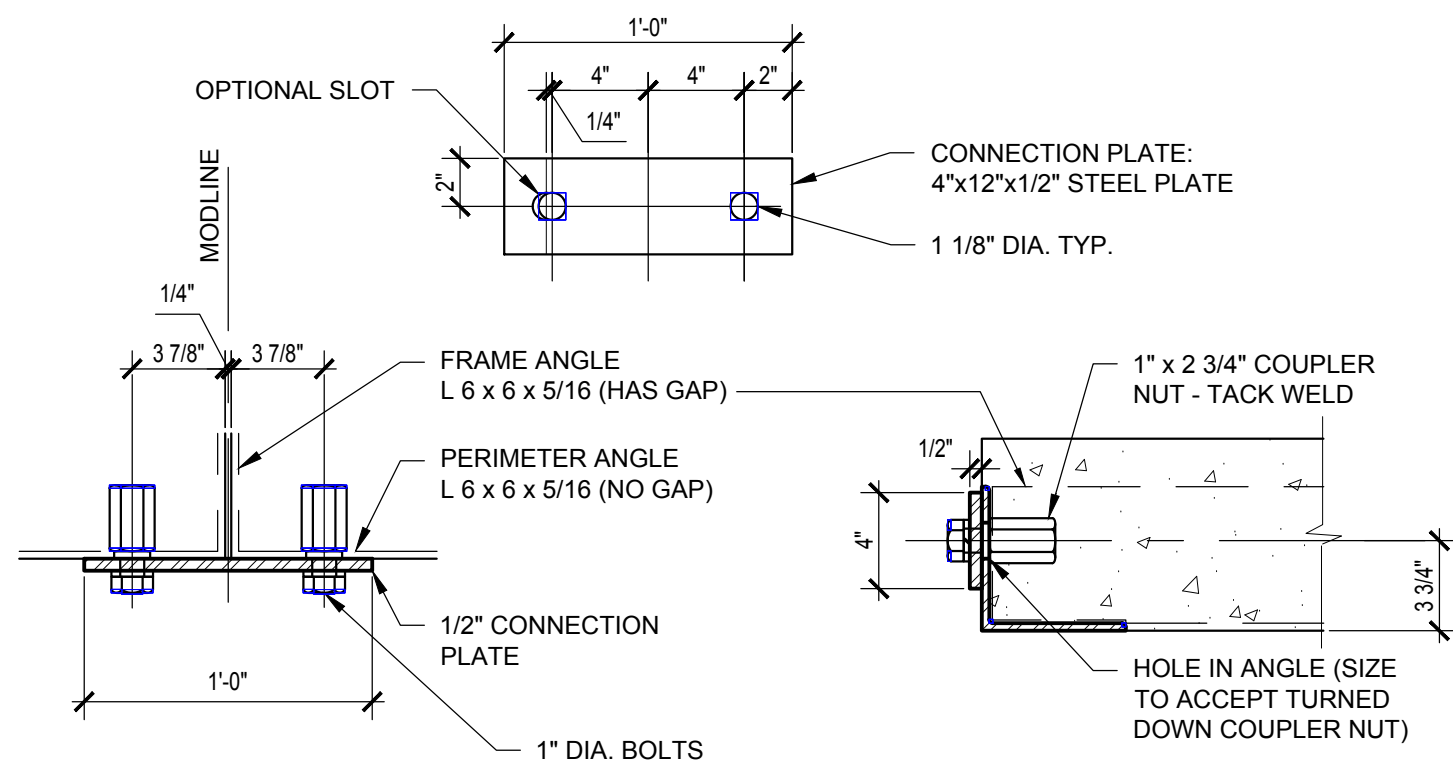 1'-0"
4"
4"
2"
OPTIONAL SLOT
1/4"
CONNECTION PLATE:
4"x12"x1/2" STEEL PLATE
2"
1 1/8" DIA. TYP.
MODLINE
1/4"
3 7/8"
3 7/8"
FRAME ANGLE
L 6 x 6 x 5/16 (HAS GAP)
PERIMETER ANGLE
L 6 x 6 x 5/16 (NO GAP)
1/2" CONNECTION
PLATE
1'-0"
1" DIA. BOLTS
1" x 2 3/4" COUPLER
NUT - TACK WELD
1/2"
4"
3 3/4"
HOLE IN ANGLE (SIZE
TO ACCEPT TURNED
DOWN COUPLER NUT)